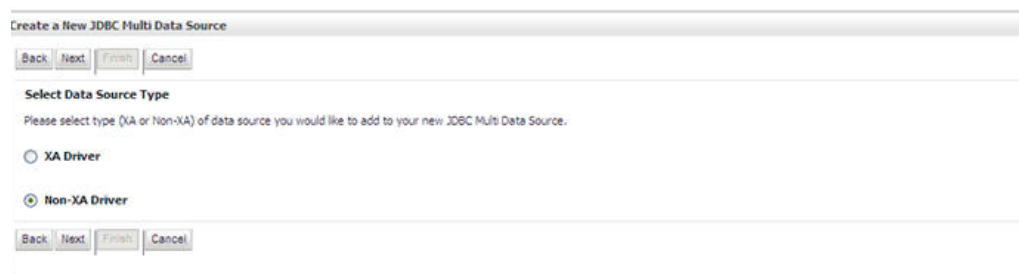 Create a New JDBC Multi Data Source
Back Next Finish Cancel
Select Data Source Type
Please select type (XA or Non-XA) of data source you would like to add to your new JDBC Multi Data Source.
XA Driver
Non-XA Driver
Back Next Finish Cancel